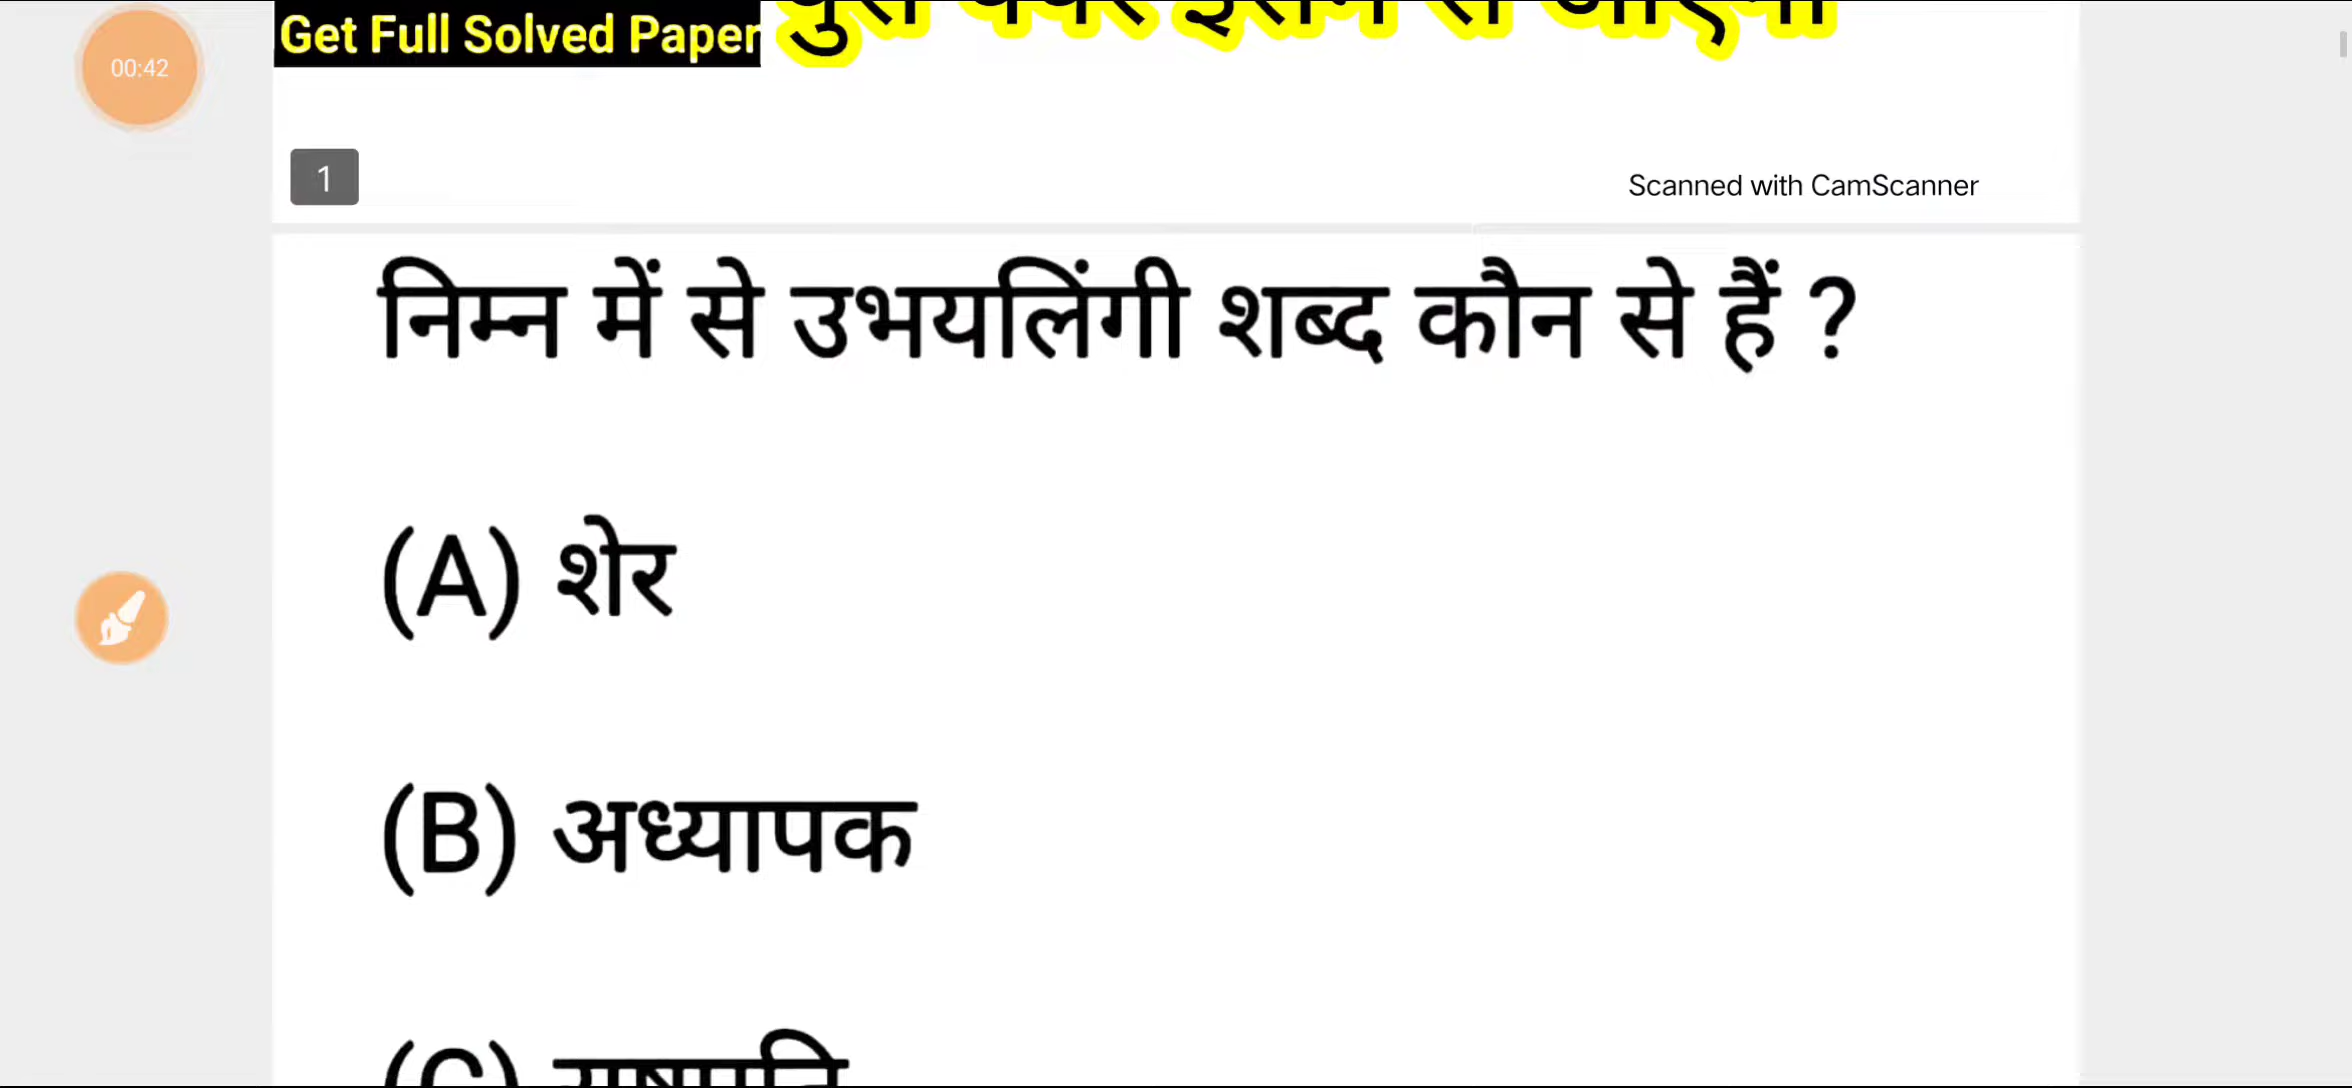 Get Full Solved Paper
00:42
1
Scanned with CamScanner
निम्न में से उभयलिंगी शब्द कौन से हैं ?
(A) शेर
(B) अध्यापक
(C)